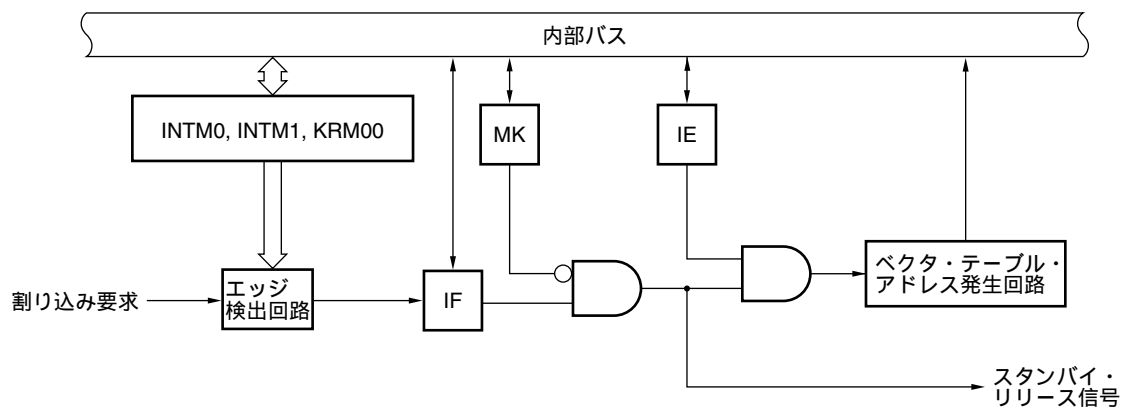 内部バス
INTM0, INTM1, KRM00
MK
IE
割り込み要求
エッジ
検出回路
IF
ベクタ・テーブル・
アドレス発生回路
スタンバイ・
リリース信号